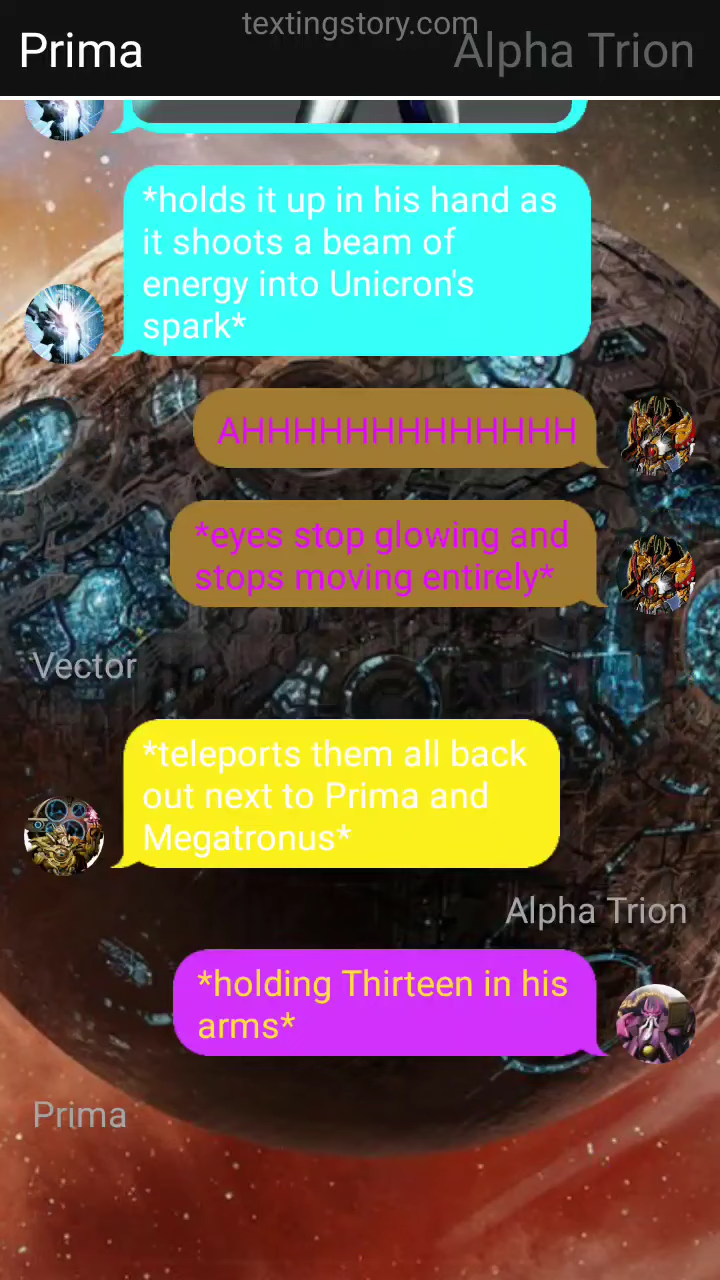 textingstory.com
Prima
Alpha Trion
*holds it up in his hand as
it shoots a beam of
energy into Unicron's
spark*
AHHHHHHHHHHHHHH
*eyes stop glowing and
stops moving entirely*
Vector
*teleports them all back
out next to Prima and
Megatronus*
Alpha Trion
*holding Thirteen in his
arms*
Prima